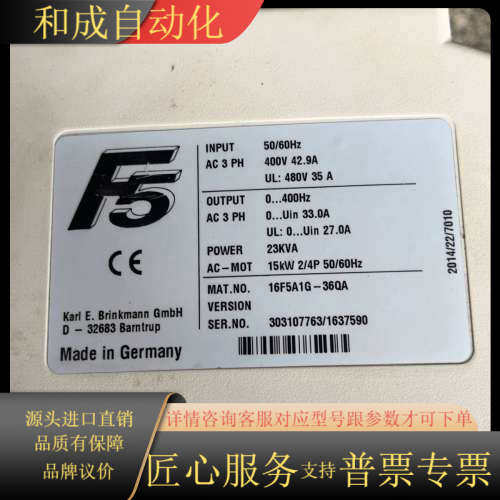 和成自动化
F5
INPUT 50/60Hz
AC 3 PH 400V 42.9A
UL: 480V 35 A
OUTPUT 0...400Hz
AC 3 PH 0...Uin 33.0A
UL: 0...Uin 27.0A
POWER 23KVA
AC-MOT 15kW 2/4P 50/60Hz
MAT.NO. 16F5A1G-36QA
VERSION
SER.NO. 303107763/1637590
2014/22/7010
CE
Karl E. Brinkmann GmbH
D - 32683 Barntrup
Made in Germany
源头进口直销
品质有保障
品牌议价
详情咨询客服对应型号跟参数才可下单
匠心服务支持普票专票